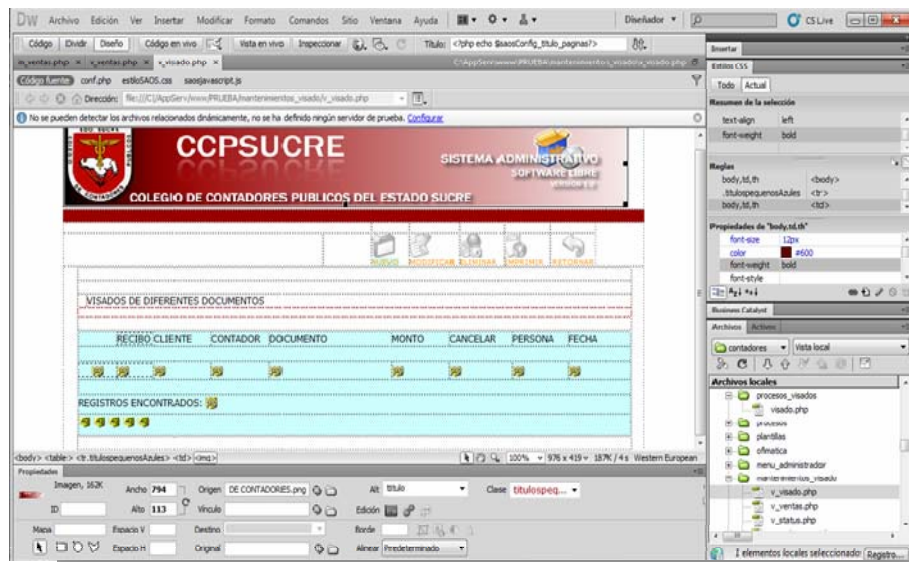 DW Archivo Edición Ver Insertar Modificar Formato Comandos Sitio Ventana Ayuda Diseñador CS Live
Código Dividir Diseño Código en vivo Vista en vivo Inspeccionar Título: <?php echo $saosConfig_titulo_paginas?>
v_ventas.php × v_visado.php ×
Código fuente conf.php estiloSAOS.css saosjavascript.js
Dirección: file:///C|/AppServ/www/PRUEBA/mantenimientos_visado/v_visado.php
No se pueden detectar los archivos relacionados dinámicamente, no se ha definido ningún servidor de prueba. Configurar
CCPSUCRE
SISTEMA ADMINISTRATIVO
SOFTWARE LIBRE
COLEGIO DE CONTADORES PUBLICOS DEL ESTADO SUCRE
NUEVO MODIFICAR ELIMINAR IMPRIMIR RETORNAR
VISADOS DE DIFERENTES DOCUMENTOS
RECIBO CLIENTE CONTADOR DOCUMENTO MONTO CANCELAR PERSONA FECHA
REGISTROS ENCONTRADOS:
<body> <table> <tr.titulospequenosAzules> <td> <img> 100% 976 x 419 187K / 4 s Western European
Propiedades
Imagen, 162K Ancho 794 Origen DE CONTADORES.png Alt titulo Clase titulospeq...
ID Alto 113 Vínculo Edición
Mapa Espacio V Destino Borde
Espacio H Original Alinear Predeterminado
Insertar
Estilos CSS
Todo Actual
Resumen de la selección
text-align left
font-weight bold
Reglas
body,td,th <body>
.titulospequenosAzules <tr>
body,td,th <td>
Propiedades de "body,td,th"
font-size 12px
color #600
font-weight bold
font-style
Business Catalyst
Archivos Activos
contadores Vista local
Archivos locales
procesos_visados
visado.php
procesos
plantillas
ofimatica
menu_administrador
mantenimientos_visado
v_visado.php
v_ventas.php
v_status.php
1 elementos locales seleccionado Registro...